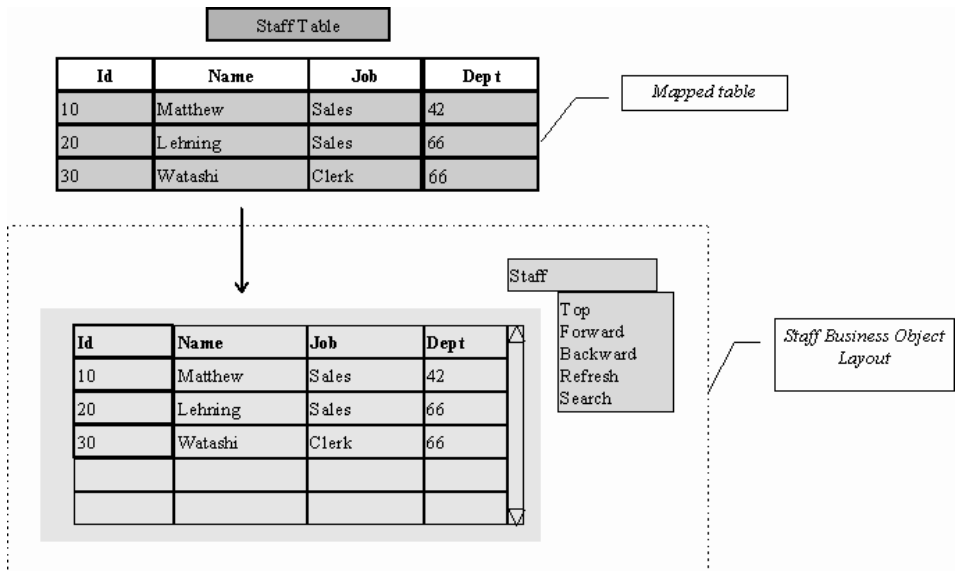 Staff Table
Id Name Job Dept
10 Matthew Sales 42
20 Lehning Sales 66
30 Watashi Clerk 66
Mapped table
Staff
Top
Forward
Backward
Refresh
Search
Id Name Job Dept
10 Matthew Sales 42
20 Lehning Sales 66
30 Watashi Clerk 66
Staff Business Object
Layout